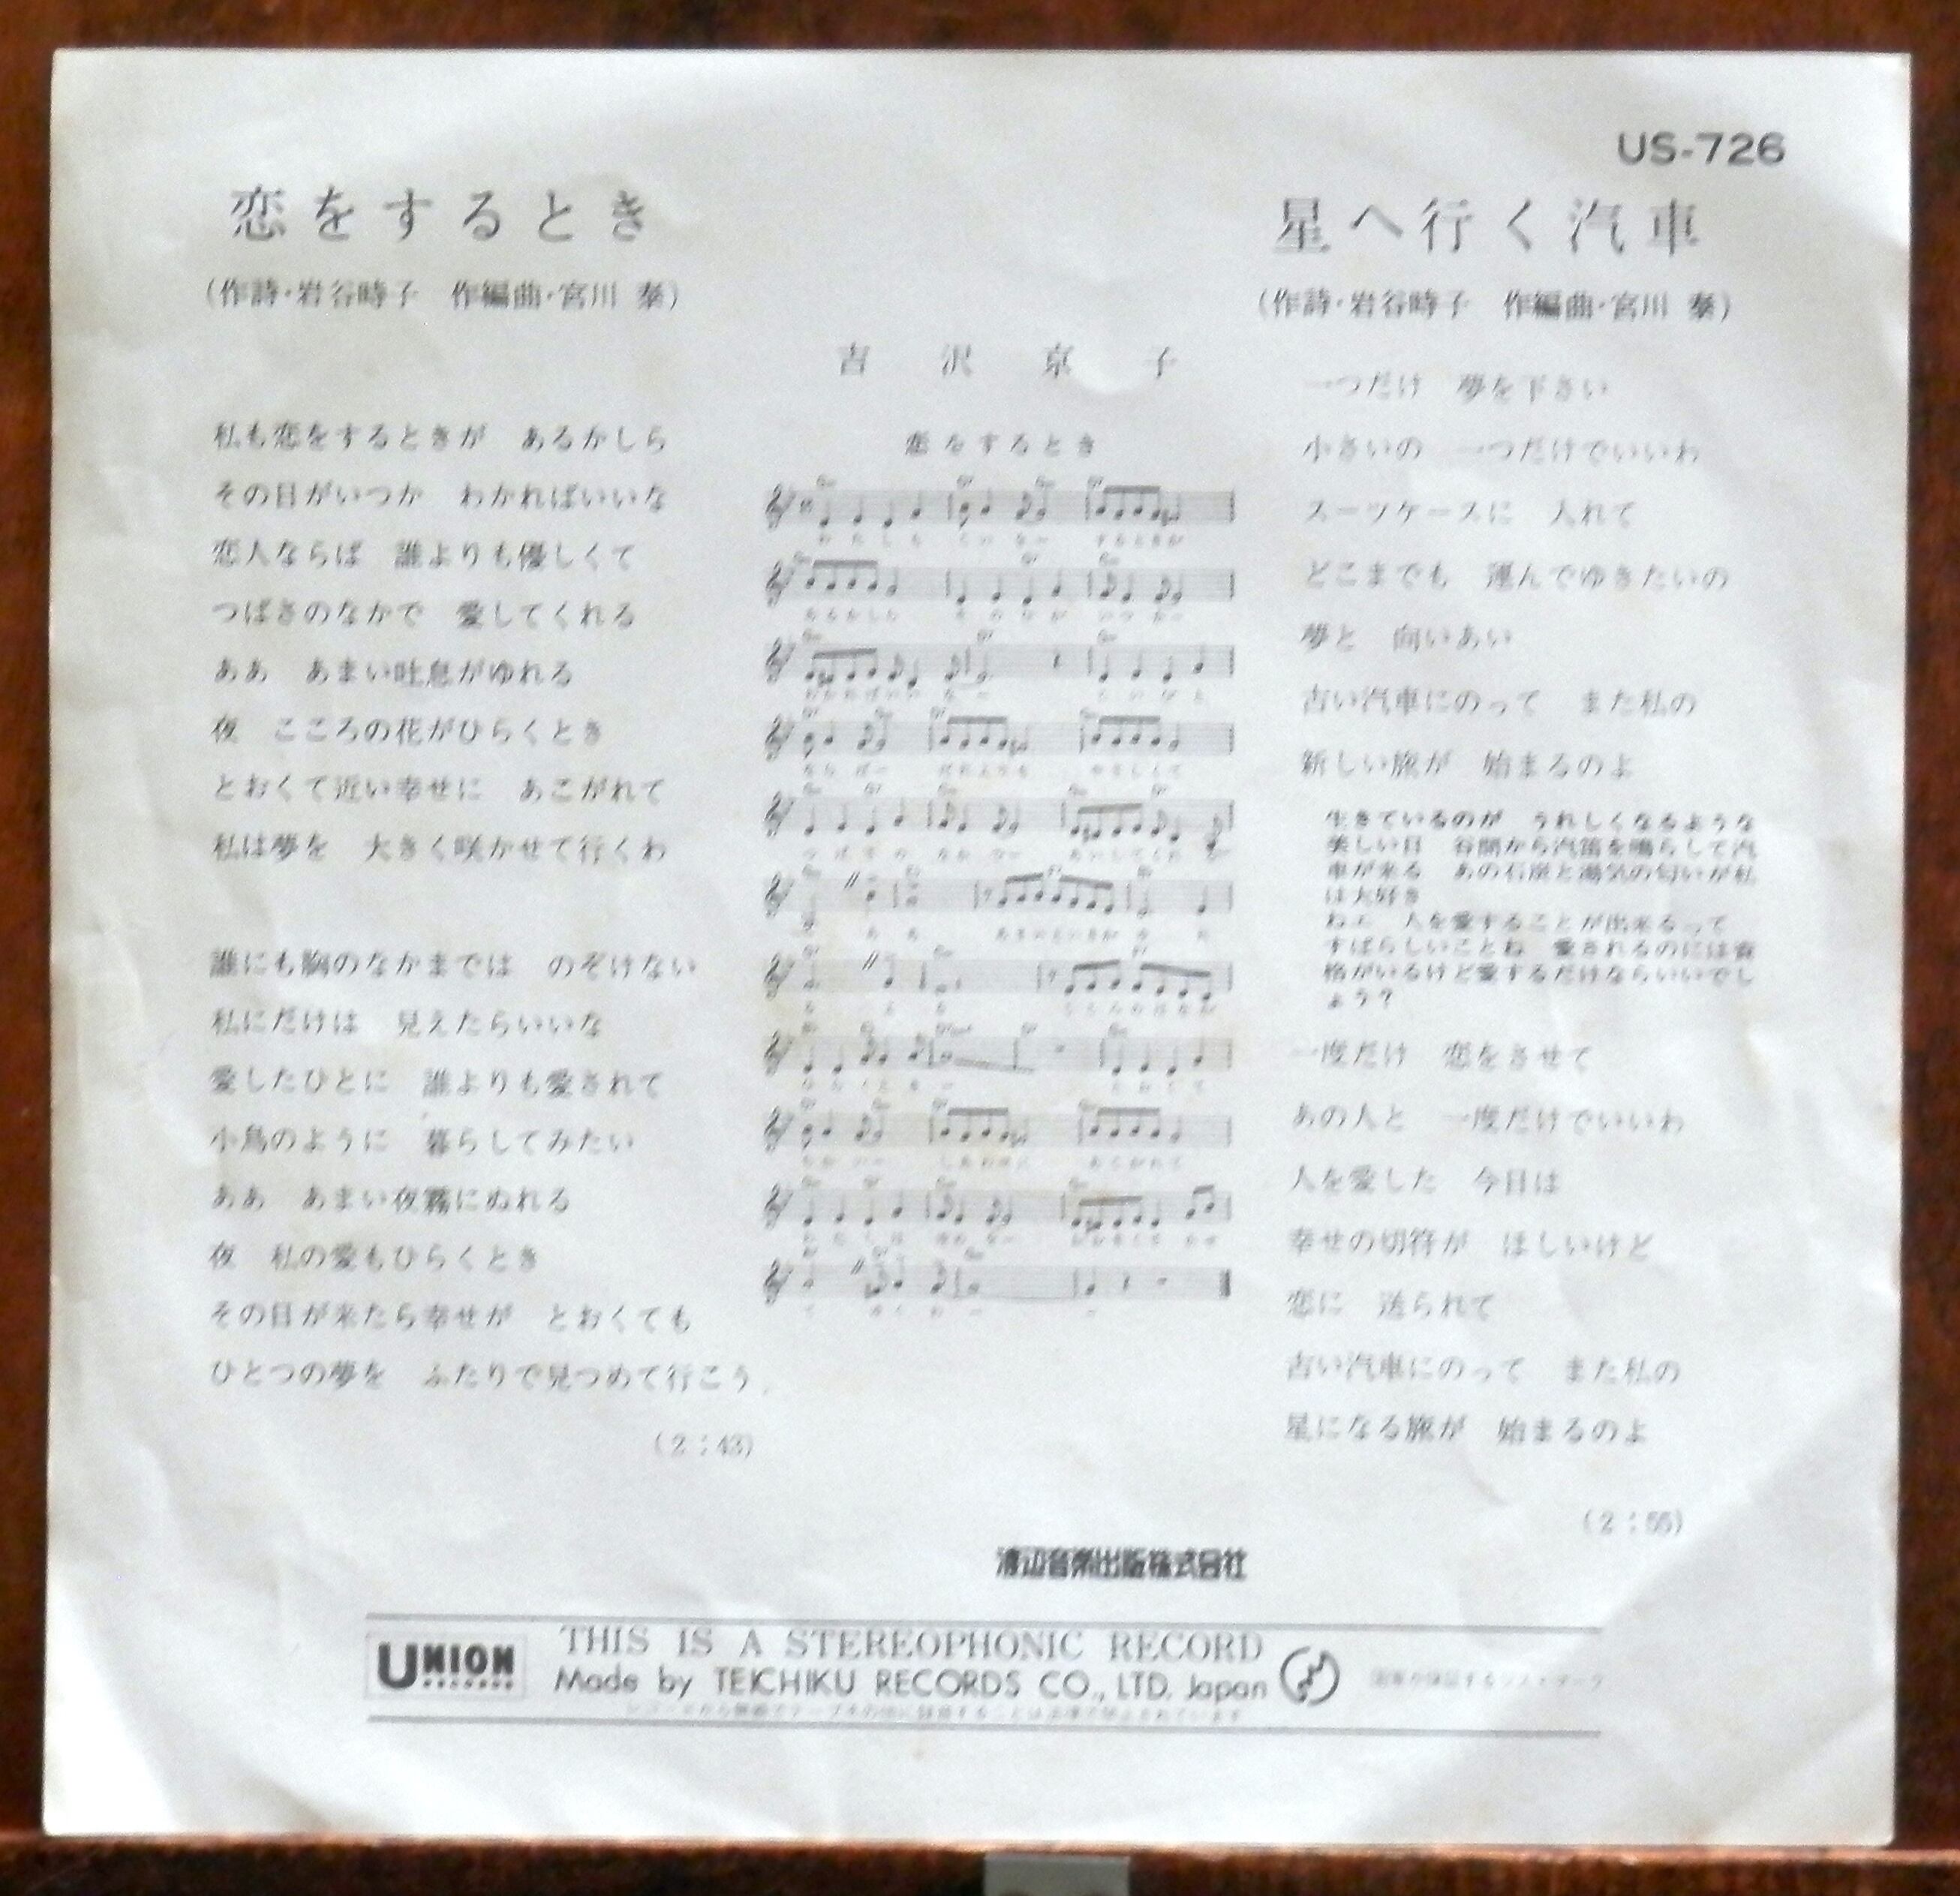 US-726
恋をするとき
(作詩·岩谷時子 作編曲·宮川 泰)
私も恋をするときが あるかしら
その日がいつか わかればいいな
恋人ならば 誰よりも優しくて
つばさのなかで 愛してくれる
ああ あまい吐息がゆれる
夜 こころの花がひらくとき
とおくて近い幸せに あこがれて
私は夢を 大きく咲かせて行くわ
誰にも胸のなかまでは のぞけない
私にだけは 見えたらいいな
愛したひとに 誰よりも愛されて
小鳥のように 暮らしてみたい
ああ あまい夜霧にぬれる
夜 私の愛もひらくとき
その日が来たら幸せが とおくても
ひとつの夢を ふたりで見つめて行こう
(2:43)
吉沢京子
恋をするとき
星へ行く汽車
(作詩·岩谷時子 作編曲·宮川 泰)
一つだけ 夢を下さい
小さいの 一つだけでいいわ
スーツケースに 入れて
どこまでも 運んでゆきたいの
夢と 向いあい
古い汽車にのって また私の
新しい旅が 始まるのよ
生きているのが うれしくなるような
美しい日 谷間から汽笛を鳴らして汽
車が来る あの石炭と湯気の匂いが私
は大好き
ねエ 人を愛することが出来るって
すばらしいことね 愛されるのには資
格がいるけど愛するだけならいいでし
ょう?
一度だけ 恋をさせて
あの人と 一度だけでいいわ
人を愛した 今日は
幸せの切符が ほしいけど
恋に 送られて
古い汽車にのって また私の
星になる旅が 始まるのよ
(2:55)
渡辺音楽出版株式会社
UNION RECORDS
THIS IS A STEREOPHONIC RECORD
Made by TEICHIKU RECORDS CO., LTD. Japan